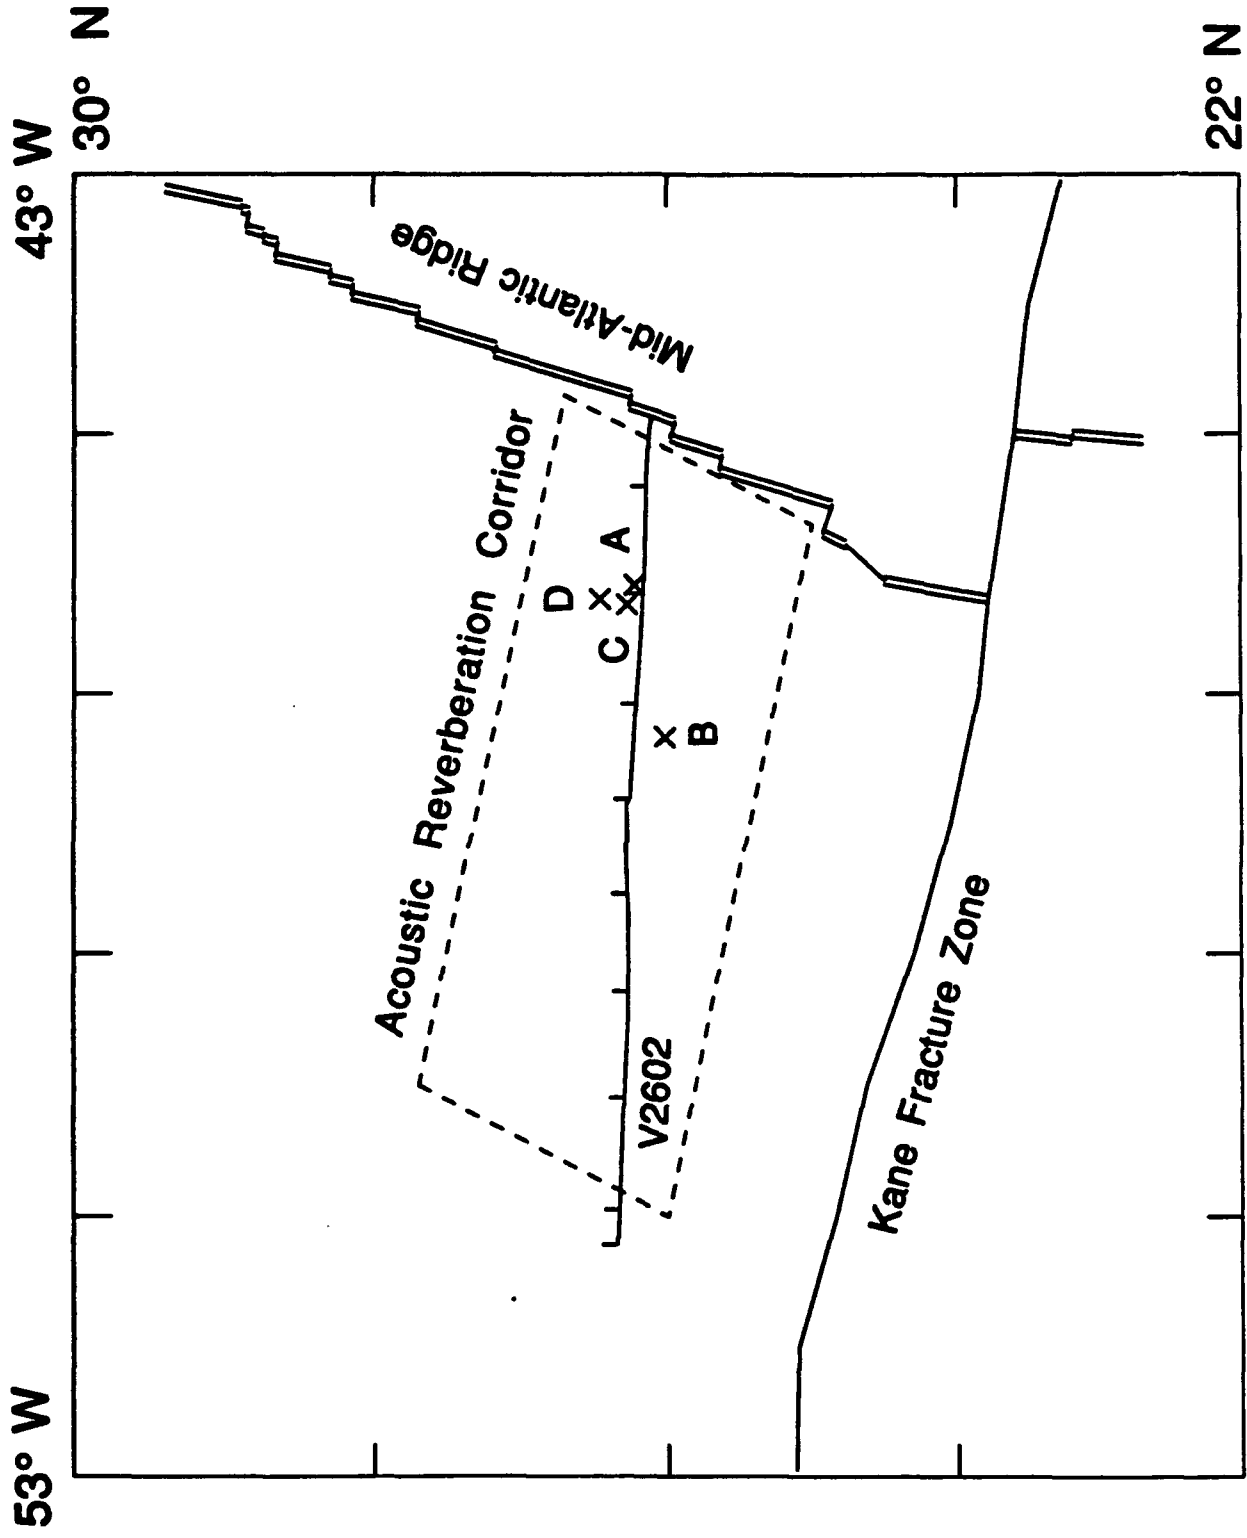 53° W
43° W
30° N
Mid-Atlantic Ridge
Acoustic Reverberation Corridor
D
A
C
B
V2602
Kane Fracture Zone
22° N